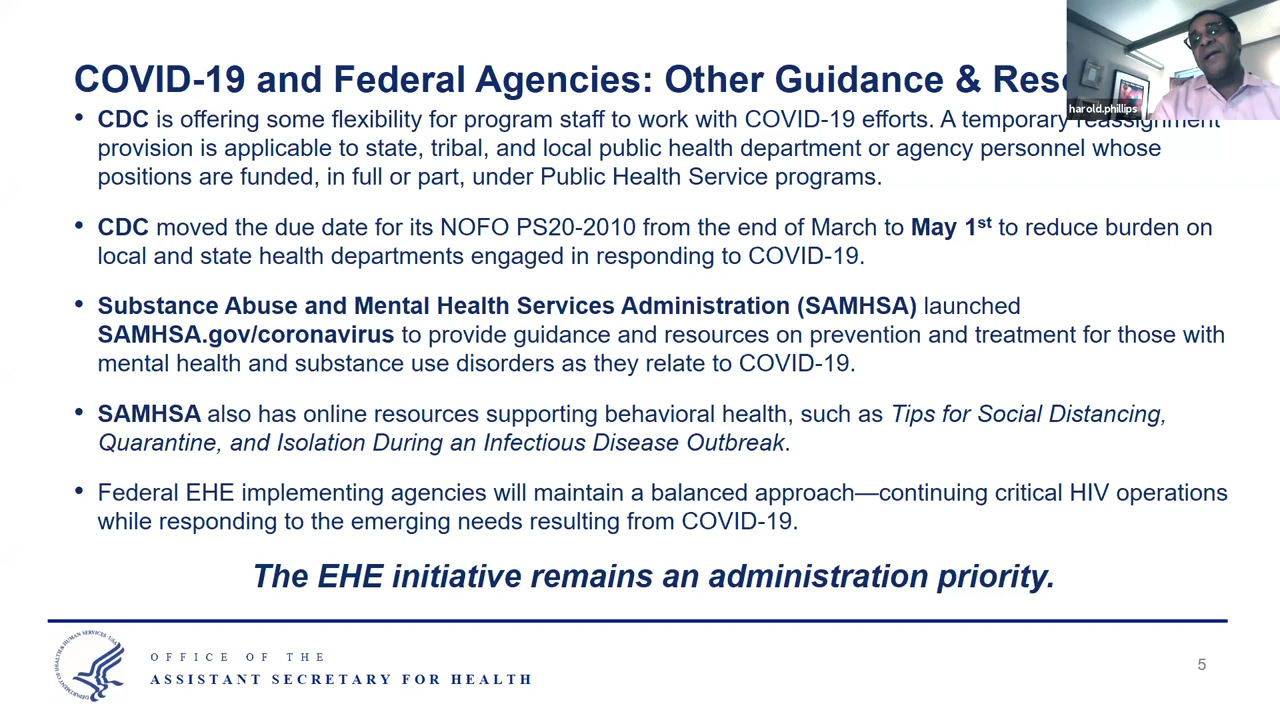 COVID-19 and Federal Agencies: Other Guidance &
harold.phillips
• CDC is offering some flexibility for program staff to work with COVID-19 efforts. A temporary reassignment
provision is applicable to state, tribal, and local public health department or agency personnel whose
positions are funded, in full or part, under Public Health Service programs.
• CDC moved the due date for its NOFO PS20-2010 from the end of March to May 1st to reduce burden on
local and state health departments engaged in responding to COVID-19.
• Substance Abuse and Mental Health Services Administration (SAMHSA) launched
SAMHSA.gov/coronavirus to provide guidance and resources on prevention and treatment for those with
mental health and substance use disorders as they relate to COVID-19.
• SAMHSA also has online resources supporting behavioral health, such as Tips for Social Distancing,
Quarantine, and Isolation During an Infectious Disease Outbreak.
• Federal EHE implementing agencies will maintain a balanced approach—continuing critical HIV operations
while responding to the emerging needs resulting from COVID-19.
The EHE initiative remains an administration priority.
DEPARTMENT OF HEALTH & HUMAN SERVICES • USA
OFFICE OF THE
ASSISTANT SECRETARY FOR HEALTH
5